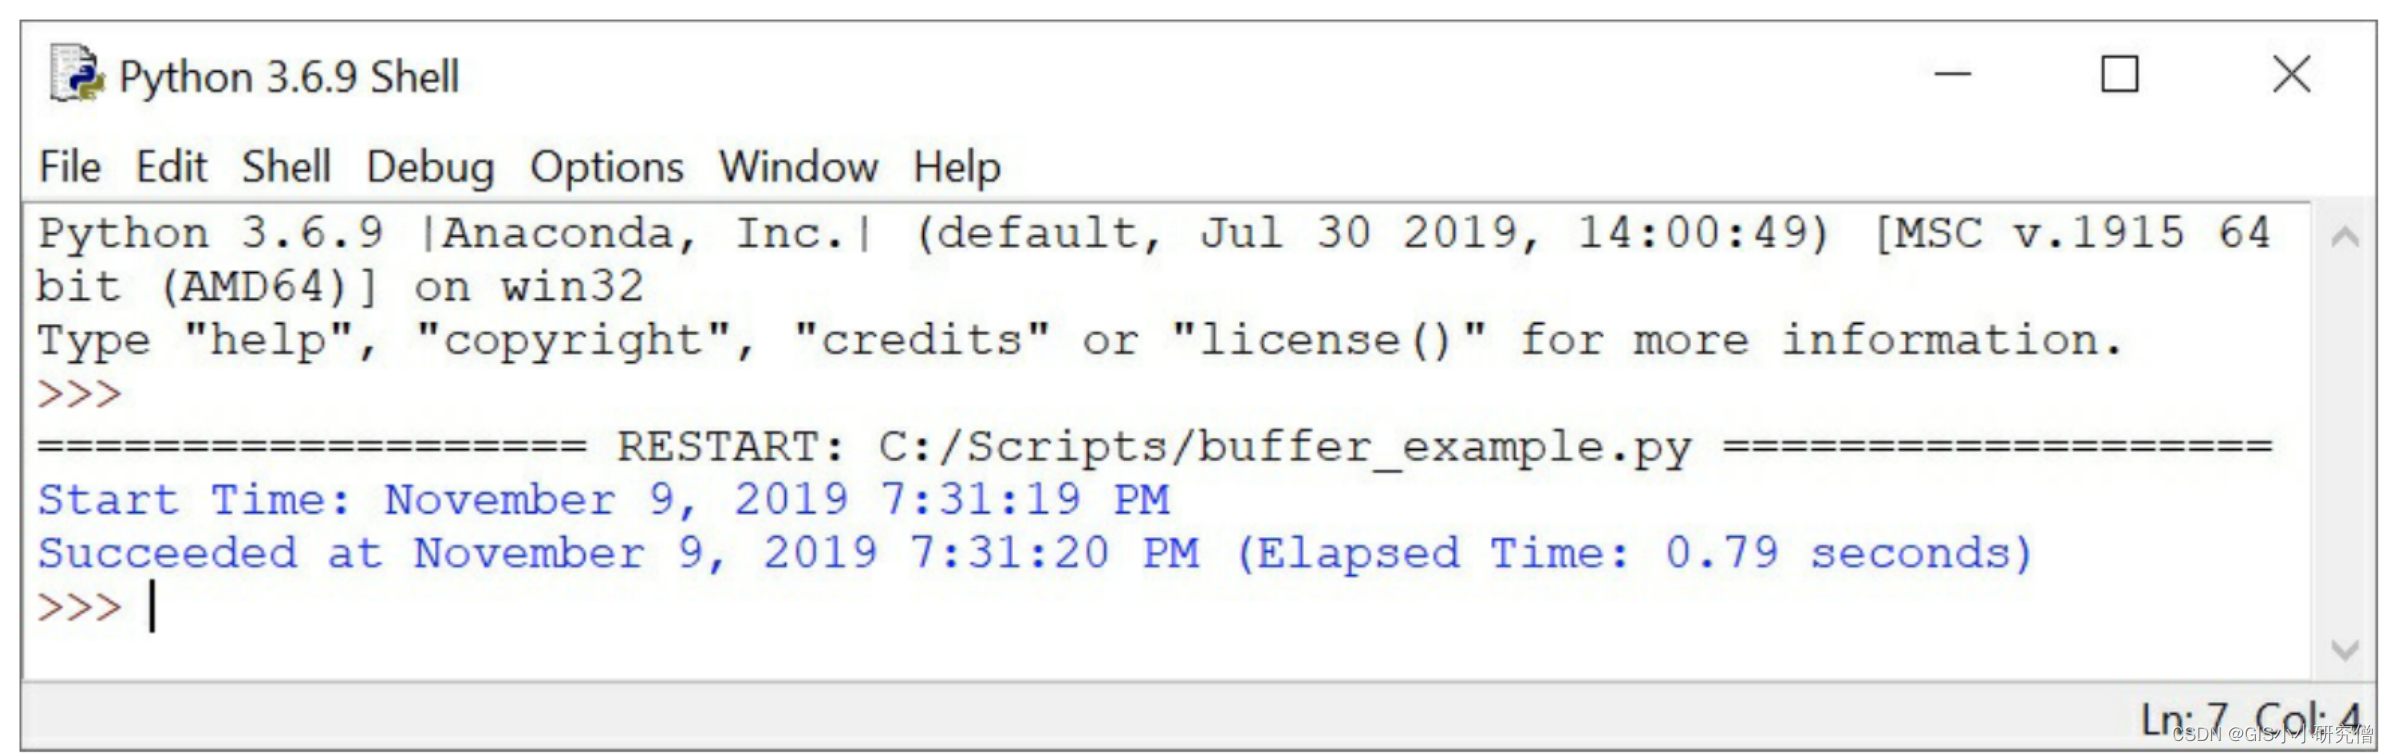 Python 3.6.9 Shell
File Edit Shell Debug Options Window Help
Python 3.6.9 |Anaconda, Inc.| (default, Jul 30 2019, 14:00:49) [MSC v.1915 64
bit (AMD64)] on win32
Type "help", "copyright", "credits" or "license()" for more information.
>>>
=================== RESTART: C:/Scripts/buffer_example.py ===================
Start Time: November 9, 2019 7:31:19 PM
Succeeded at November 9, 2019 7:31:20 PM (Elapsed Time: 0.79 seconds)
>>>
Ln: 7 Col: 4
CSDN @GIS小小研究僧